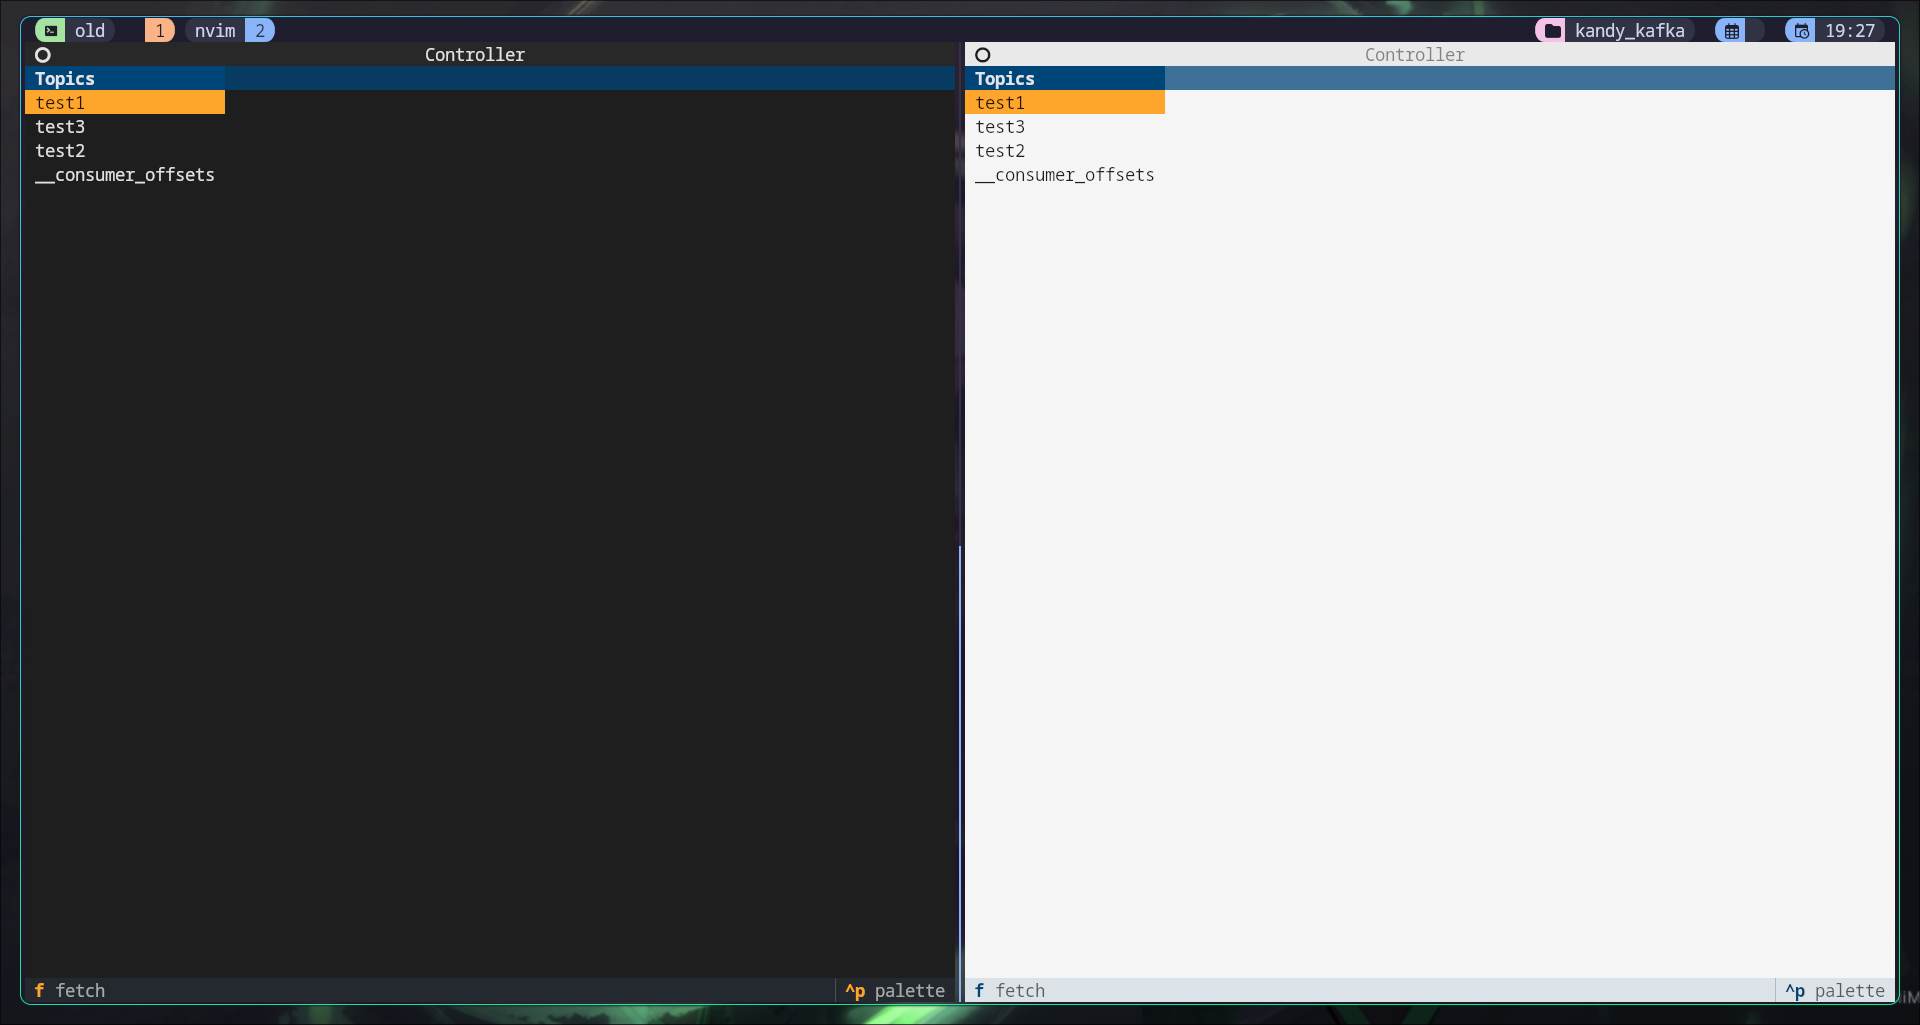 old 1 nvim 2 kandy_kafka 19:27
Controller
Topics
test1
test3
test2
__consumer_offsets
f fetch ^p palette
Controller
Topics
test1
test3
test2
__consumer_offsets
f fetch ^p palette